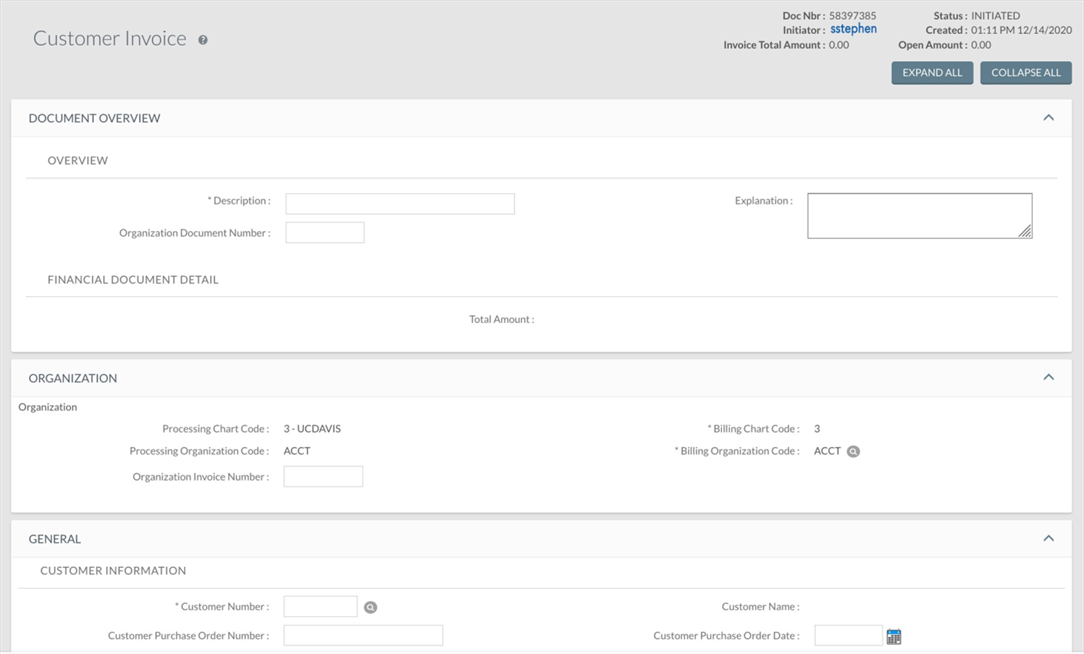 Doc Nbr : 58397385 Status : INITIATED
Customer Invoice Initiator : sstephen Created : 01:11 PM 12/14/2020
Invoice Total Amount : 0.00 Open Amount : 0.00
EXPAND ALL COLLAPSE ALL
DOCUMENT OVERVIEW
OVERVIEW
* Description : Explanation :
Organization Document Number :
FINANCIAL DOCUMENT DETAIL
Total Amount :
ORGANIZATION
Organization
Processing Chart Code : 3 - UCDAVIS * Billing Chart Code : 3
Processing Organization Code : ACCT * Billing Organization Code : ACCT
Organization Invoice Number :
GENERAL
CUSTOMER INFORMATION
* Customer Number : Customer Name :
Customer Purchase Order Number : Customer Purchase Order Date :